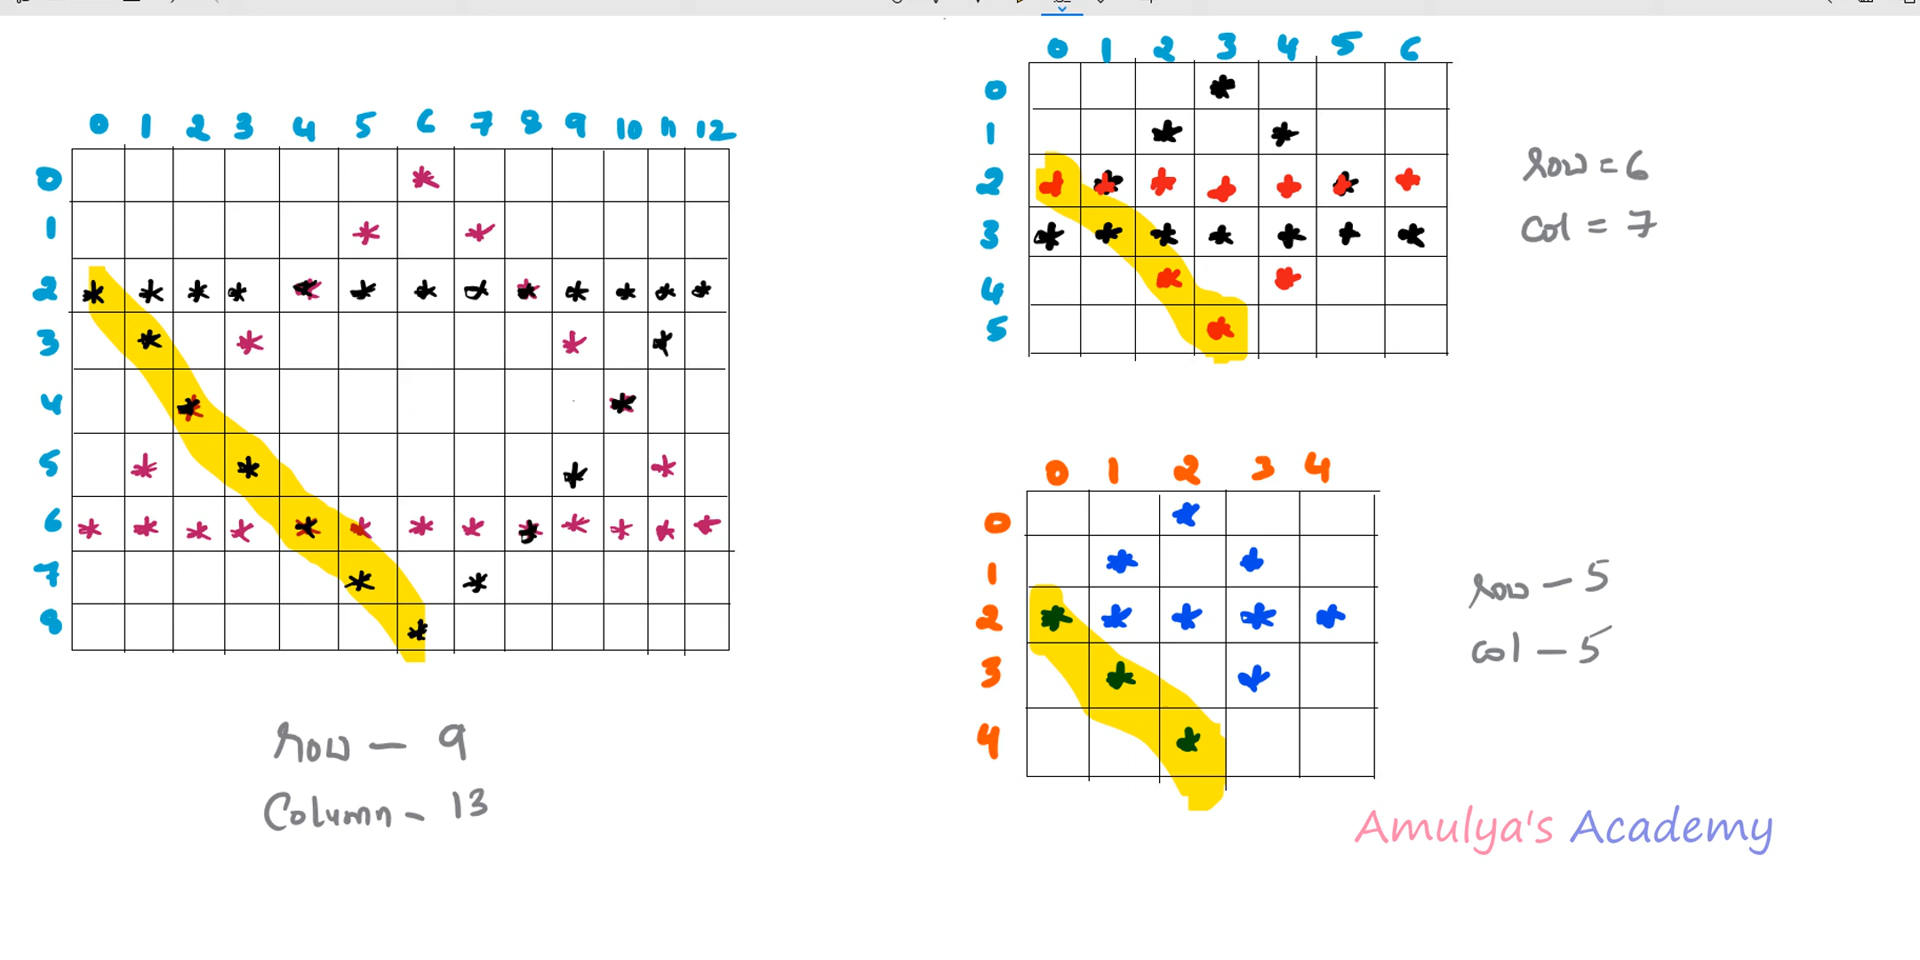 0 1 2 3 4 5 6 7 8 9 10 11 12
0
1
2
3
4
5
6
7
8
row - 9
Column - 13
0 1 2 3 4 5 6
0
1
2
3
4
5
row = 6
col = 7
0 1 2 3 4
0
1
2
3
4
row - 5
col - 5
Amulya's Academy